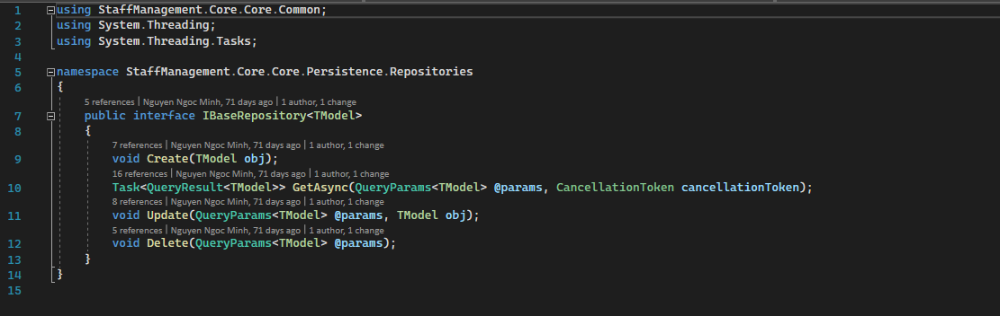 1 using StaffManagement.Core.Core.Common;
2 using System.Threading;
3 using System.Threading.Tasks;
4
5 namespace StaffManagement.Core.Core.Persistence.Repositories
6 {
5 references | Nguyen Ngoc Minh, 71 days ago | 1 author, 1 change
7 public interface IBaseRepository<TModel>
8 {
7 references | Nguyen Ngoc Minh, 71 days ago | 1 author, 1 change
9 void Create(TModel obj);
16 references | Nguyen Ngoc Minh, 71 days ago | 1 author, 1 change
10 Task<QueryResult<TModel>> GetAsync(QueryParams<TModel> @params, CancellationToken cancellationToken);
8 references | Nguyen Ngoc Minh, 71 days ago | 1 author, 1 change
11 void Update(QueryParams<TModel> @params, TModel obj);
5 references | Nguyen Ngoc Minh, 71 days ago | 1 author, 1 change
12 void Delete(QueryParams<TModel> @params);
13 }
14 }
15